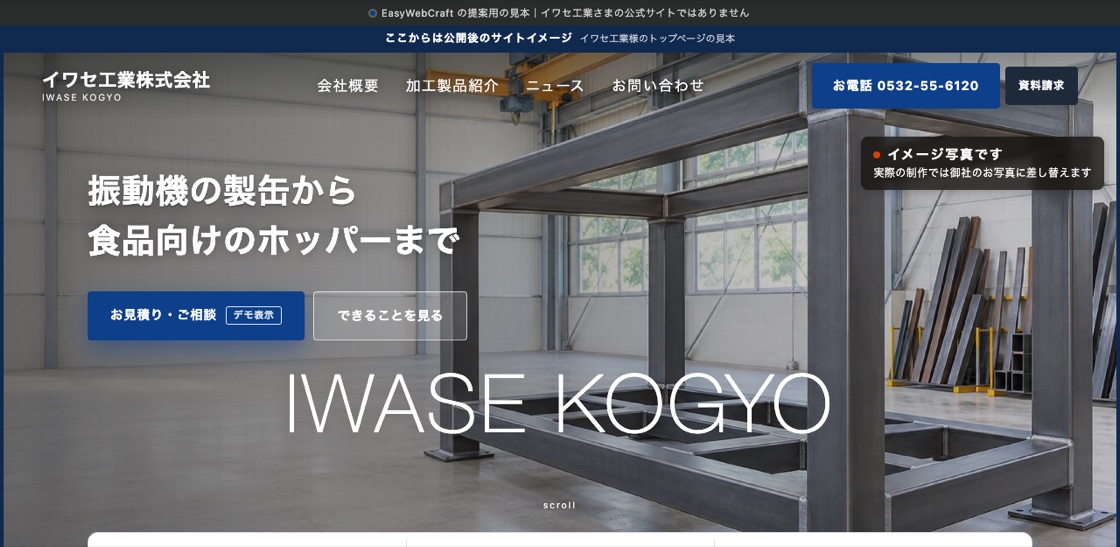 EasyWebCraft の提案用の見本｜イワセ工業さまの公式サイトではありません
ここからは公開後のサイトイメージ イワセ工業様のトップページの見本
イワセ工業株式会社
IWASE KOGYO
会社概要 加工製品紹介 ニュース お問い合わせ
お電話 0532-55-6120
資料請求
イメージ写真です
実際の制作では御社のお写真に差し替えます
振動機の製缶から
食品向けのホッパーまで
お見積り・ご相談 デモ表示
できることを見る
IWASE KOGYO
scroll